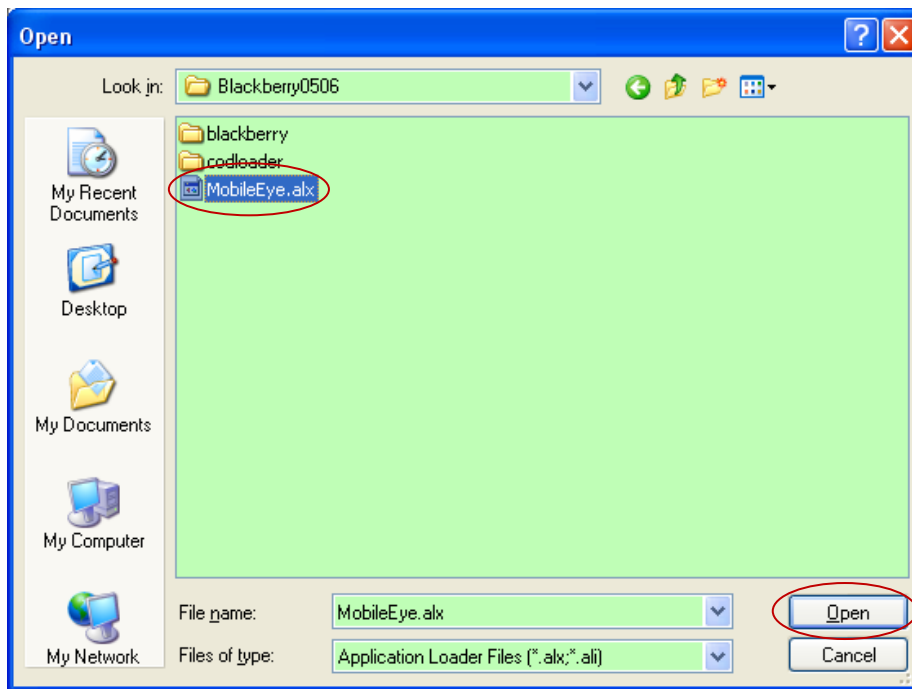 Open
Look in:
Blackberry0506
blackberry
codloader
MobileEye.alx
My Recent
Documents
Desktop
My Documents
My Computer
My Network
File name:
MobileEye.alx
Open
Files of type:
Application Loader Files (*.alx;*.ali)
Cancel